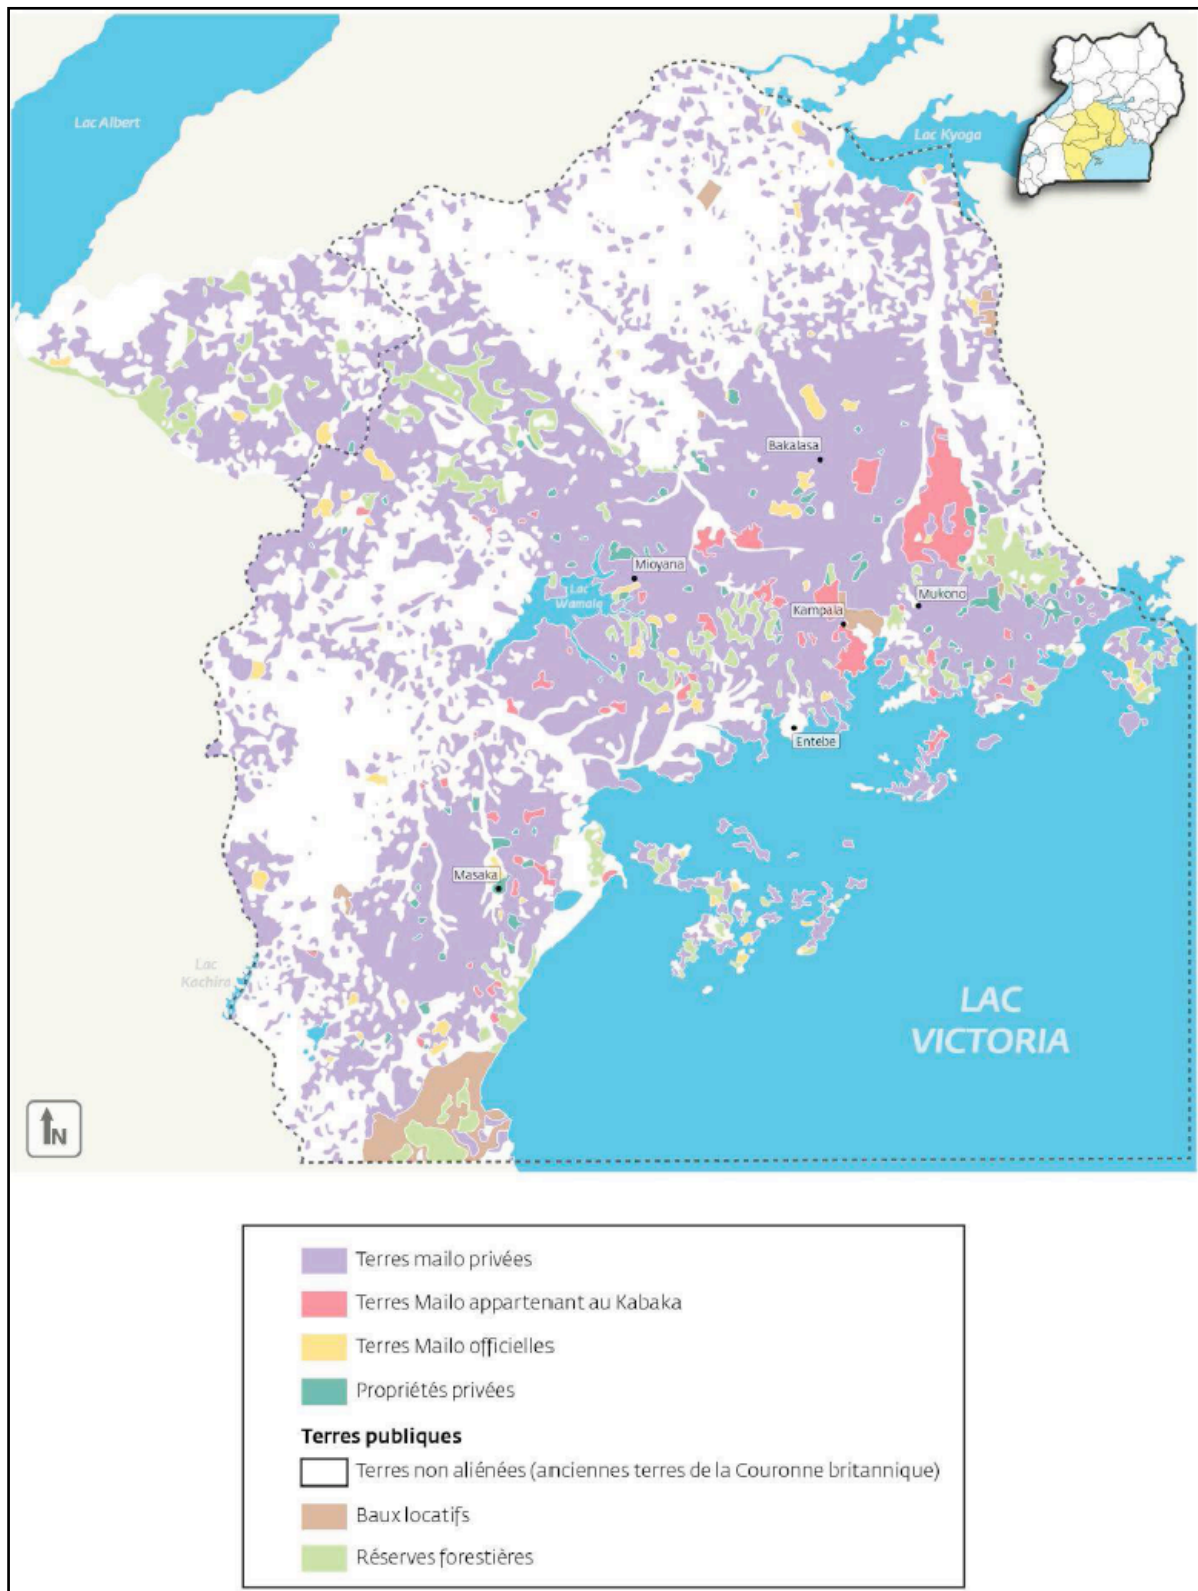 Lac Albert
Lac Kyoga
Bakalasa
Mioyana
Lac
Wamala
Kampala
Mukono
Entebe
Masaka
Lac
Kachira
LAC
VICTORIA
N
Terres mailo privées
Terres Mailo appartenant au Kabaka
Terres Mailo officielles
Propriétés privées
Terres publiques
Terres non aliénées (anciennes terres de la Couronne britannique)
Baux locatifs
Réserves forestières